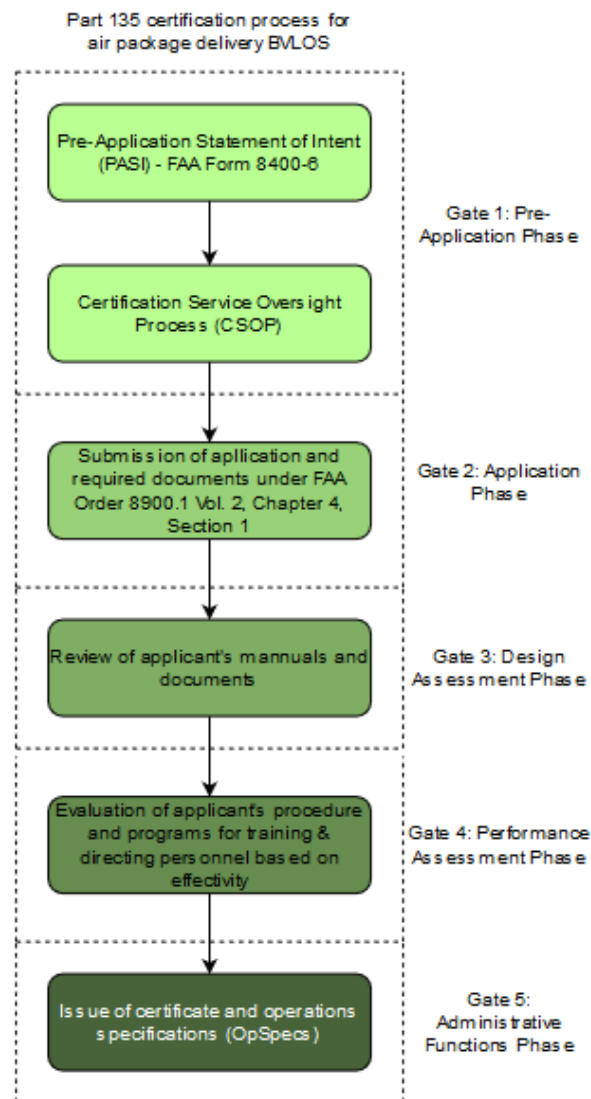 Part 135 certification process for
air package delivery BVLOS
Pre-Application Statement of Intent
(PASI) - FAA Form 8400-6
Gate 1: Pre-
Application Phase
Certification Service Oversight
Process (CSOP)
Submission of apllication and
required documents under FAA
Order 8900.1 Vol. 2, Chapter 4,
Section 1
Gate 2: Application
Phase
Review of applicant's mannuals and
documents
Gate 3: Design
Assessment Phase
Evaluation of applicant's procedure
and programs for training &
directing personnel based on
effectivity
Gate 4: Performance
Assessment Phase
Issue of certificate and operations
specifications (OpSpecs)
Gate 5:
Administrative
Functions Phase